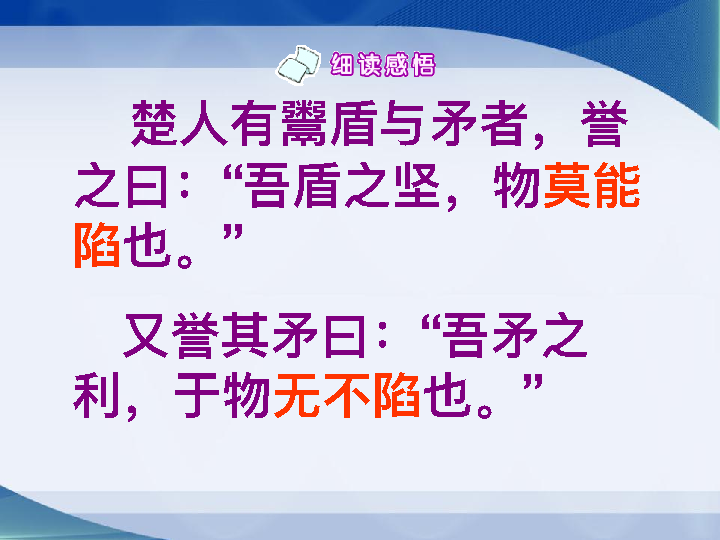 细读感悟
楚人有鬻盾与矛者，誉
之曰：“吾盾之坚，物莫能
陷也。”
又誉其矛曰：“吾矛之
利，于物无不陷也。”